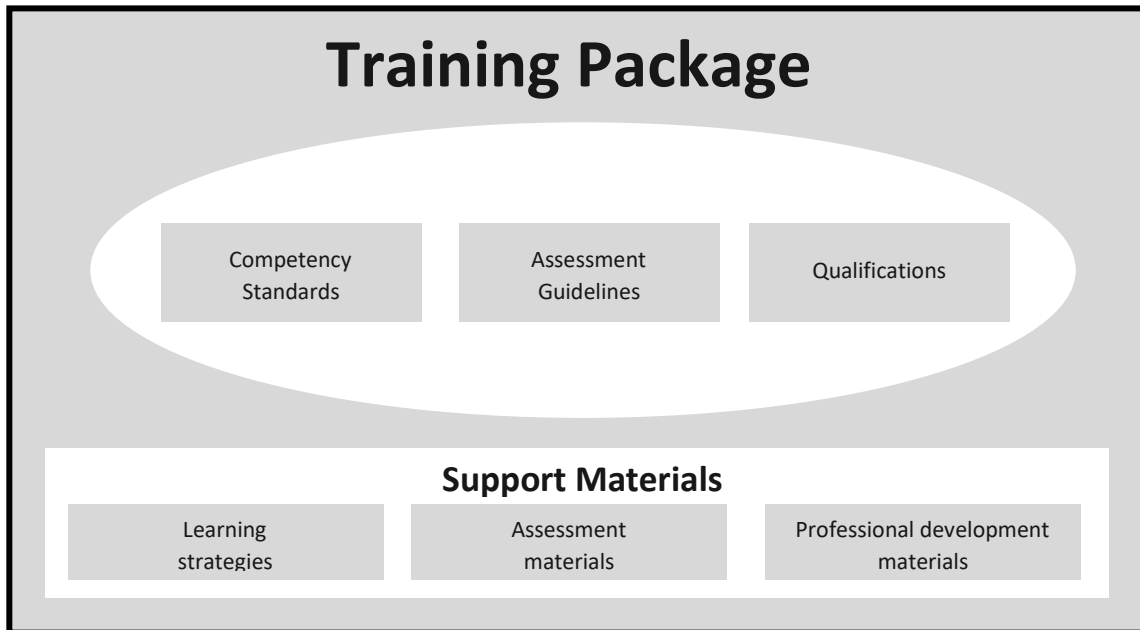 Training Package
Competency
Standards
Assessment
Guidelines
Qualifications
Support Materials
Learning
strategies
Assessment
materials
Professional development
materials